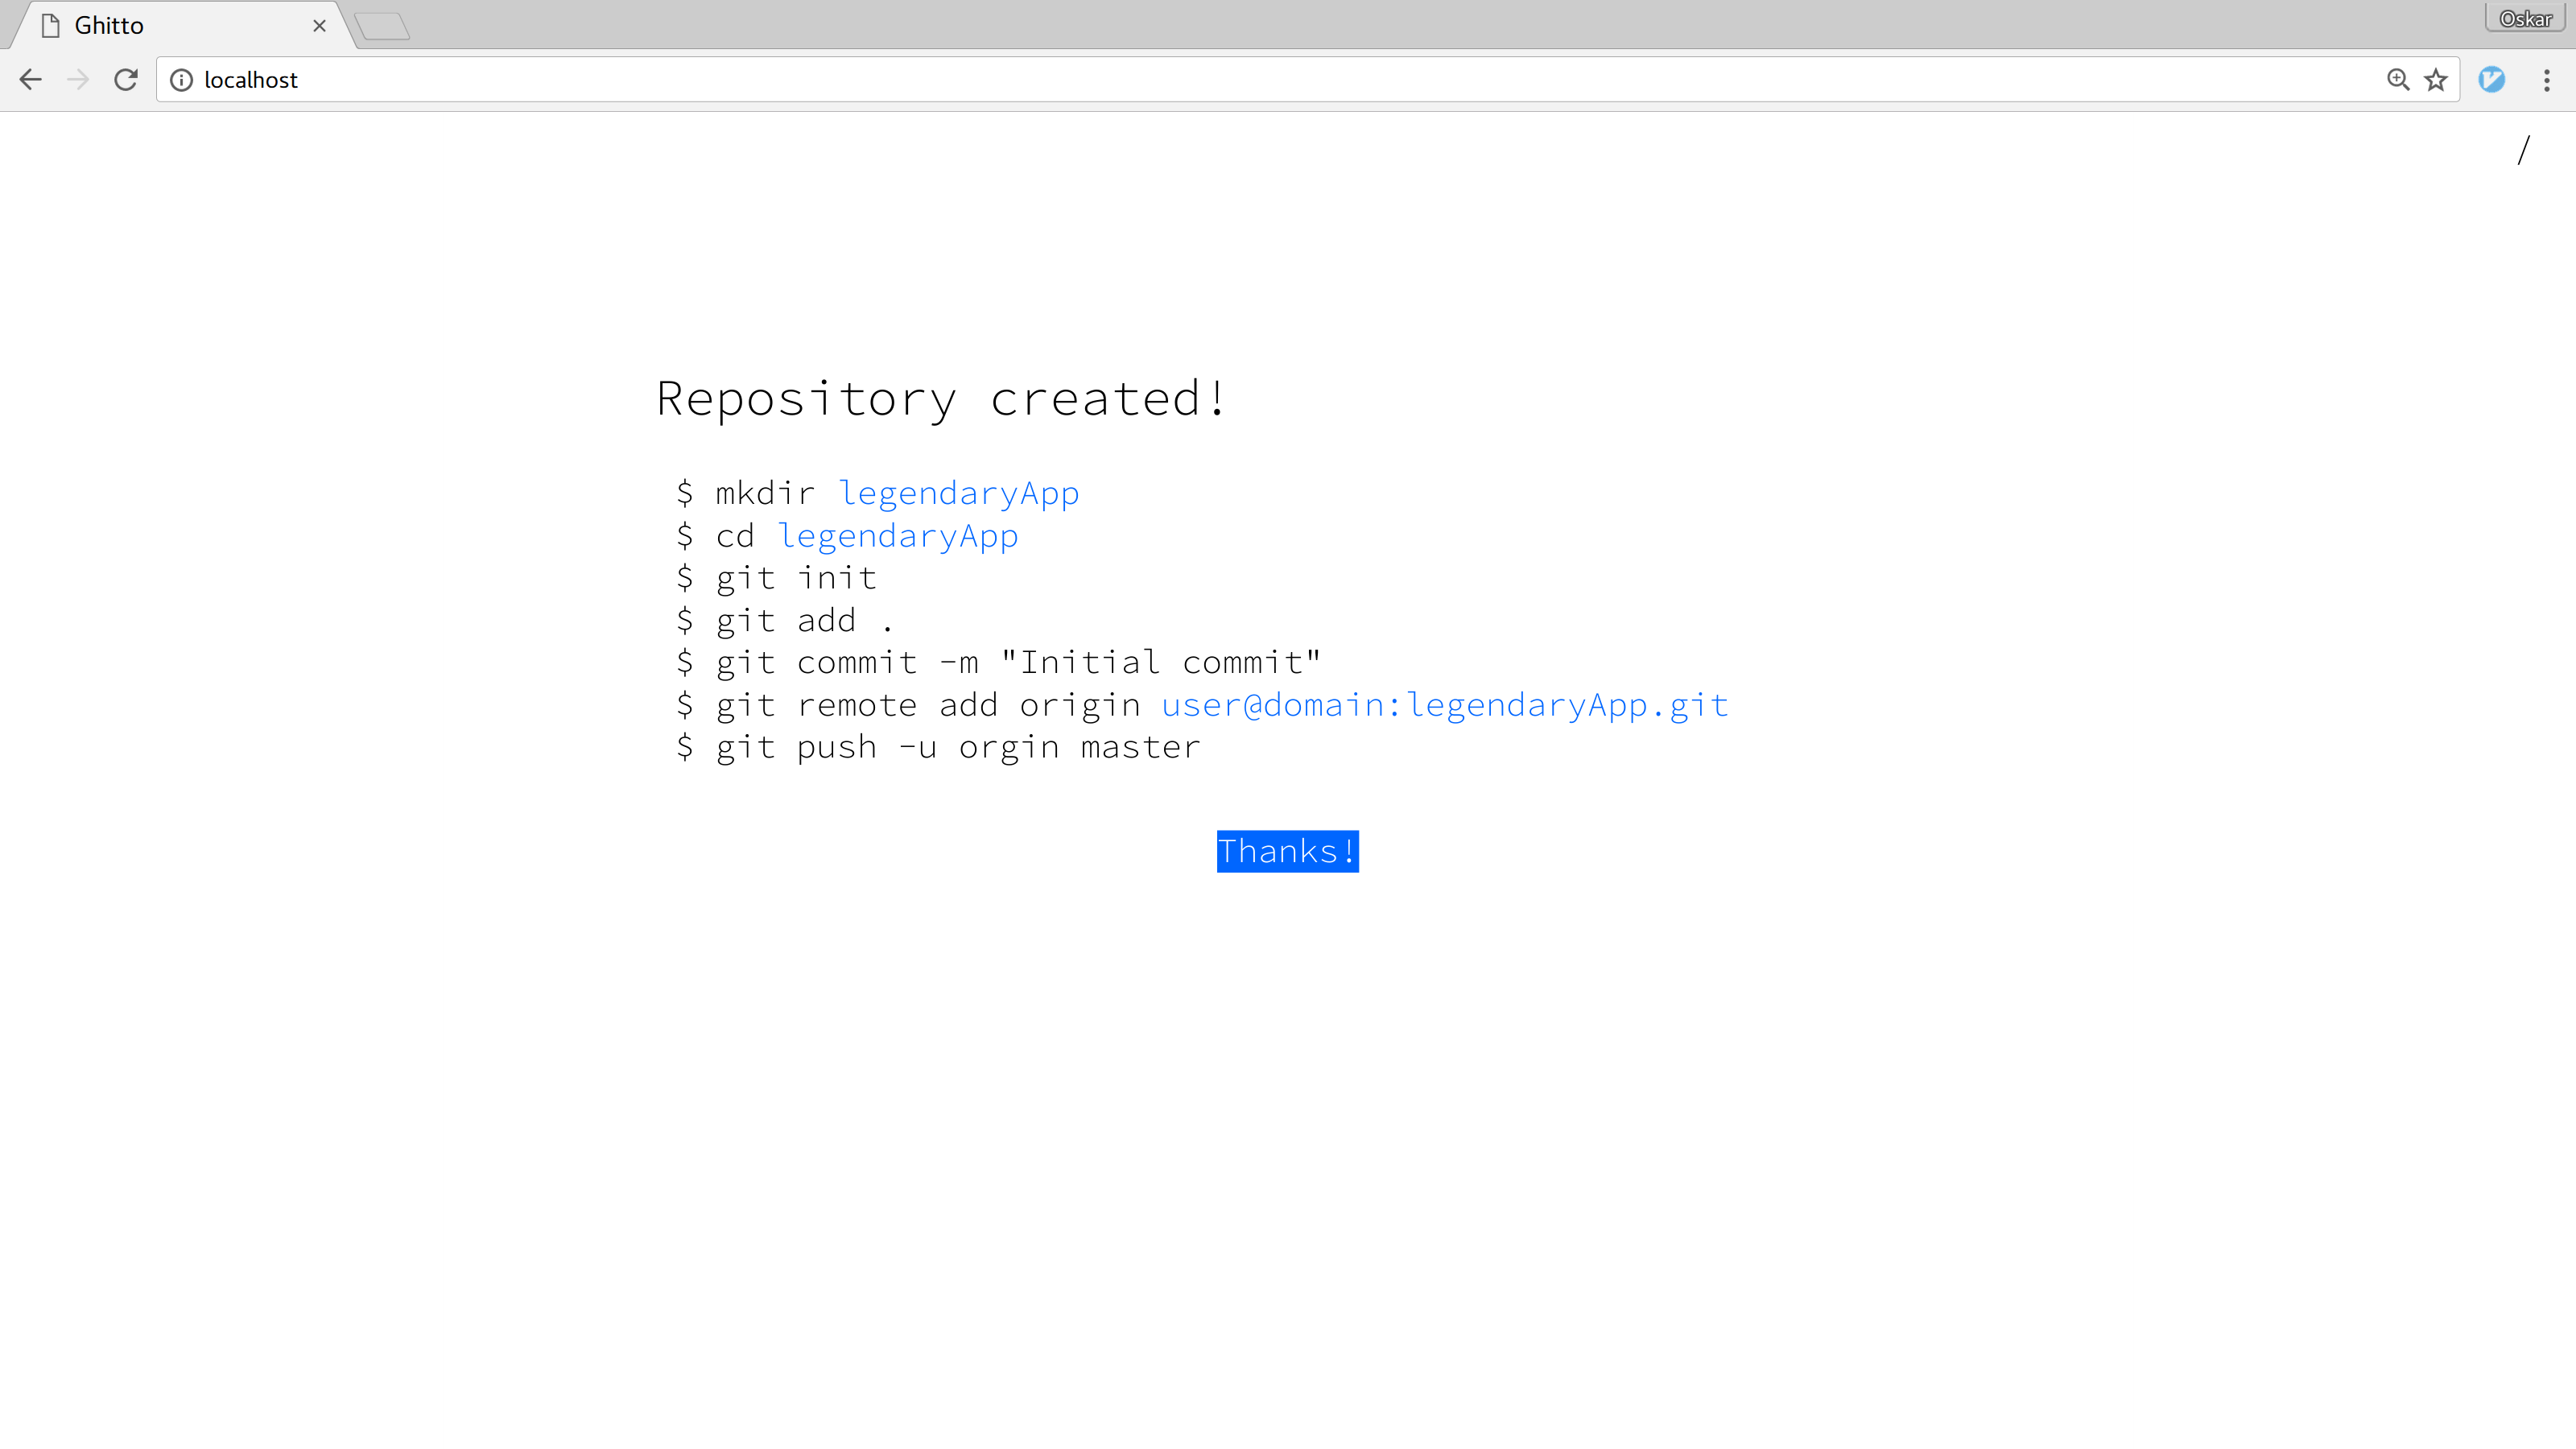 Ghitto
Oskar
localhost
/
Repository created!
$ mkdir legendaryApp
$ cd legendaryApp
$ git init
$ git add .
$ git commit -m "Initial commit"
$ git remote add origin user@domain:legendaryApp.git
$ git push -u orgin master
Thanks!